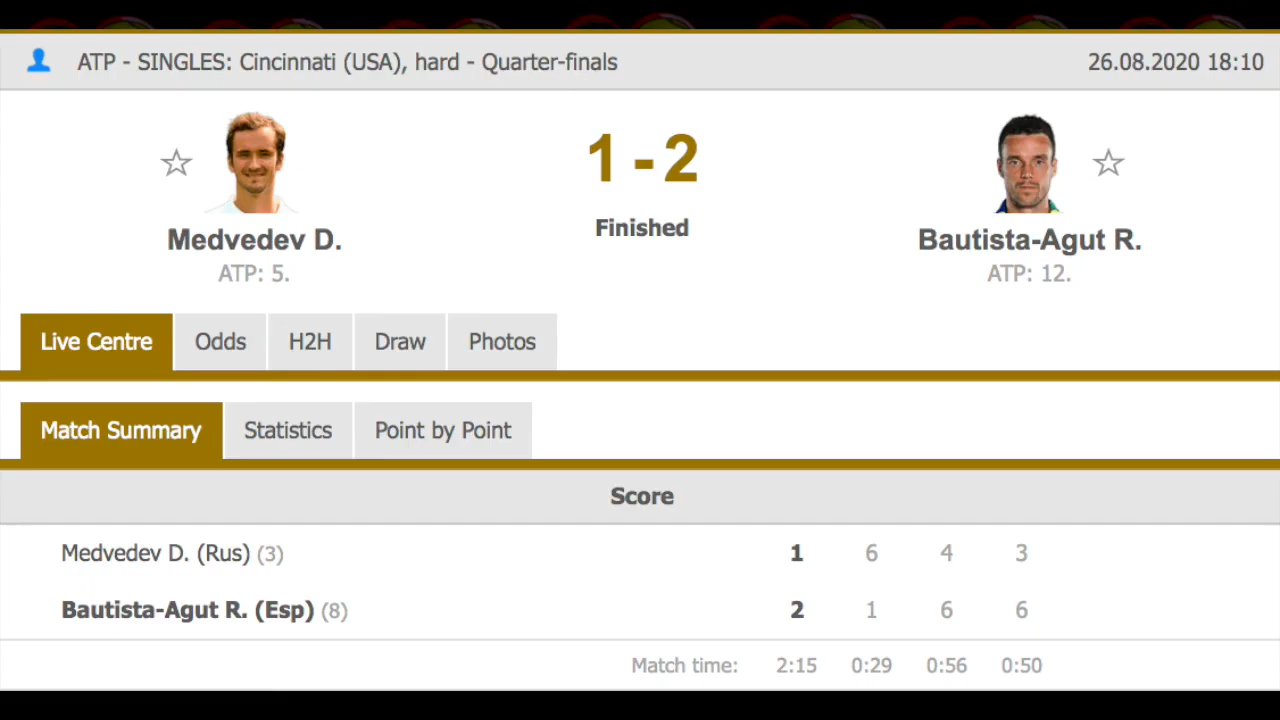 ATP - SINGLES: Cincinnati (USA), hard - Quarter-finals 26.08.2020 18:10
1 - 2
Finished
Medvedev D. Bautista-Agut R.
ATP: 5. ATP: 12.
Live Centre Odds H2H Draw Photos
Match Summary Statistics Point by Point
Score
Medvedev D. (Rus) (3) 1 6 4 3
Bautista-Agut R. (Esp) (8) 2 1 6 6
Match time: 2:15 0:29 0:56 0:50